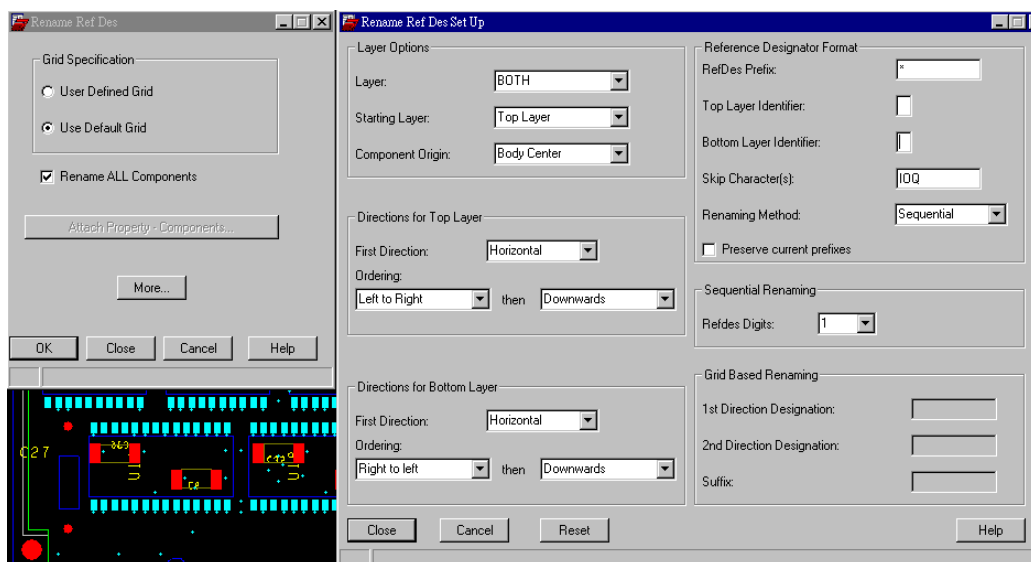 Rename Ref Des
Grid Specification
User Defined Grid
Use Default Grid
Rename ALL Components
Attach Property - Components...
More...
OK Close Cancel Help
C27
U1
U1
Rename Ref Des Set Up
Layer Options
Layer: BOTH
Starting Layer: Top Layer
Component Origin: Body Center
Directions for Top Layer
First Direction: Horizontal
Ordering:
Left to Right then Downwards
Directions for Bottom Layer
First Direction: Horizontal
Ordering:
Right to left then Downwards
Close Cancel Reset
Reference Designator Format
RefDes Prefix: *
Top Layer Identifier:
Bottom Layer Identifier:
Skip Character(s): IOQ
Renaming Method: Sequential
Preserve current prefixes
Sequential Renaming
Refdes Digits: 1
Grid Based Renaming
1st Direction Designation:
2nd Direction Designation:
Suffix:
Help